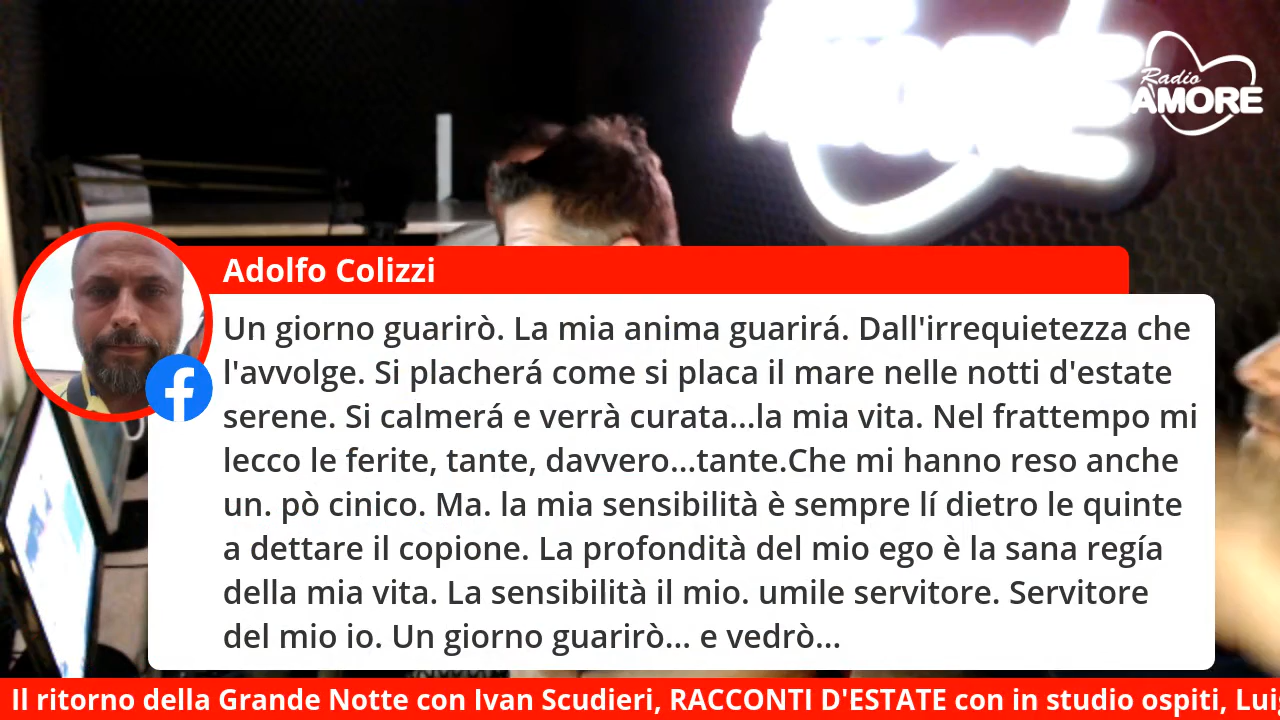 Radio
AMORE
Adolfo Colizzi
Un giorno guarirò. La mia anima guarirá. Dall'irrequietezza che
l'avvolge. Si placherá come si placa il mare nelle notti d'estate
serene. Si calmerá e verrà curata...la mia vita. Nel frattempo mi
lecco le ferite, tante, davvero...tante.Che mi hanno reso anche
un. pò cinico. Ma. la mia sensibilità è sempre lí dietro le quinte
a dettare il copione. La profondità del mio ego è la sana regía
della mia vita. La sensibilità il mio. umile servitore. Servitore
del mio io. Un giorno guarirò... e vedrò...
Il ritorno della Grande Notte con Ivan Scudieri, RACCONTI D'ESTATE con in studio ospiti,